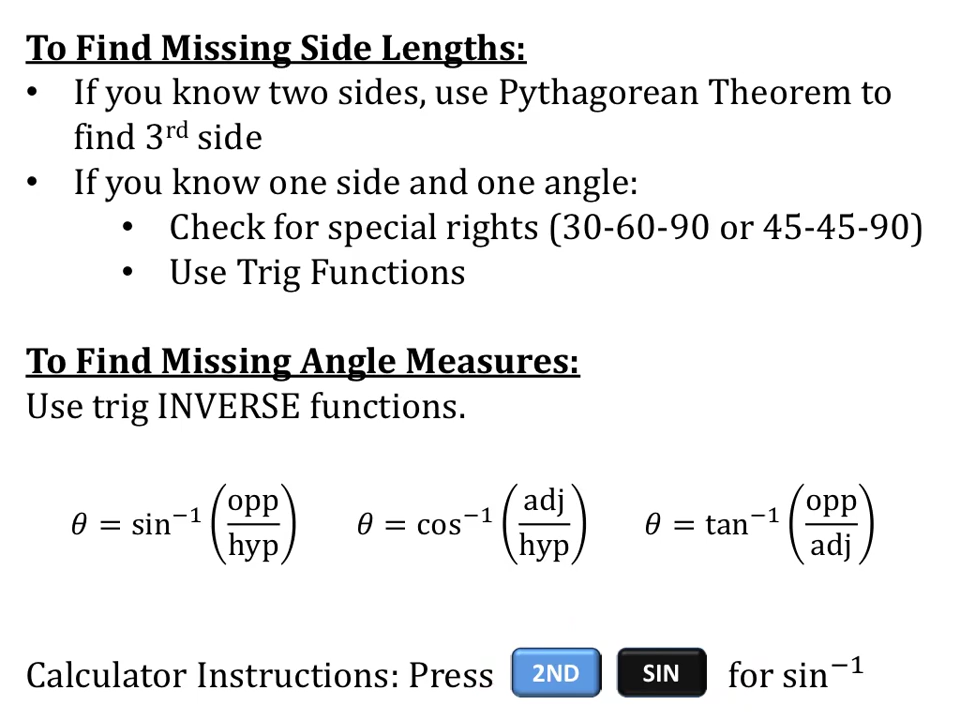 To Find Missing Side Lengths:
• If you know two sides, use Pythagorean Theorem to
find 3rd side
• If you know one side and one angle:
• Check for special rights (30-60-90 or 45-45-90)
• Use Trig Functions
To Find Missing Angle Measures:
Use trig INVERSE functions.
θ = sin⁻¹(opp/hyp) θ = cos⁻¹(adj/hyp) θ = tan⁻¹(opp/adj)
Calculator Instructions: Press 2ND SIN for sin⁻¹